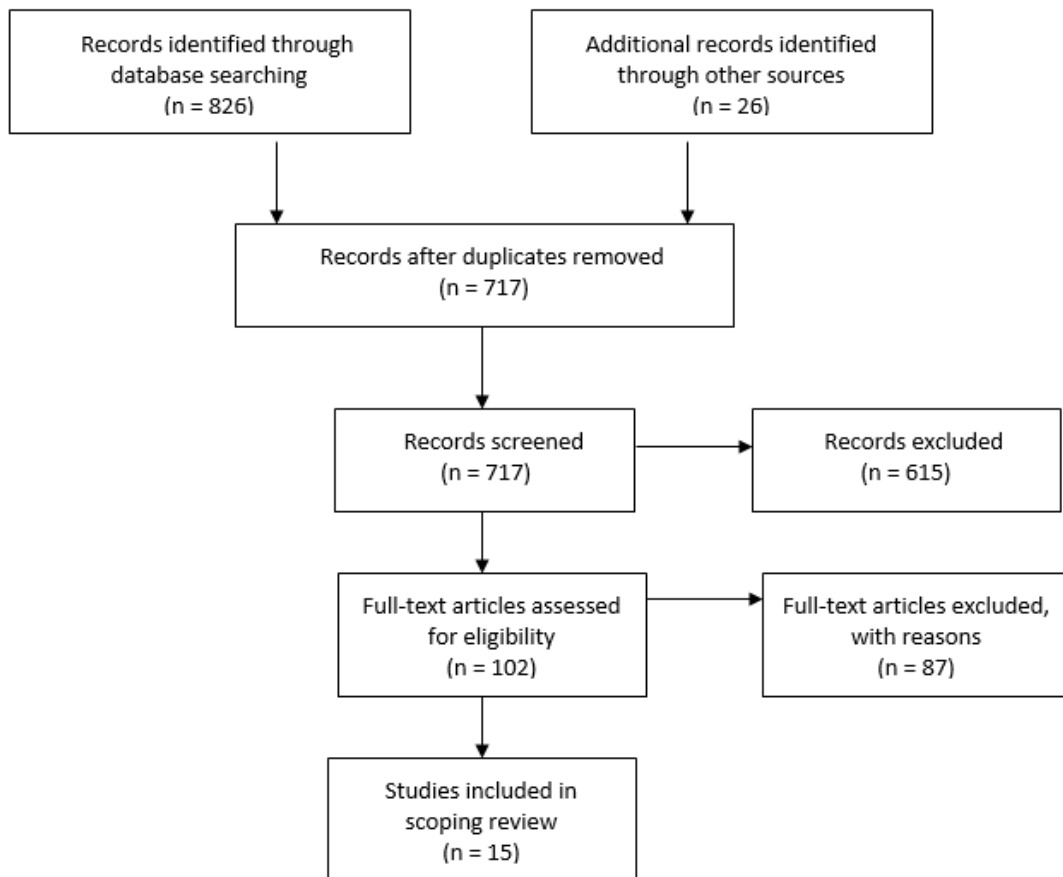 Records identified through
database searching
(n = 826)
Additional records identified
through other sources
(n = 26)
Records after duplicates removed
(n = 717)
Records screened
(n = 717)
Records excluded
(n = 615)
Full-text articles assessed
for eligibility
(n = 102)
Full-text articles excluded,
with reasons
(n = 87)
Studies included in
scoping review
(n = 15)